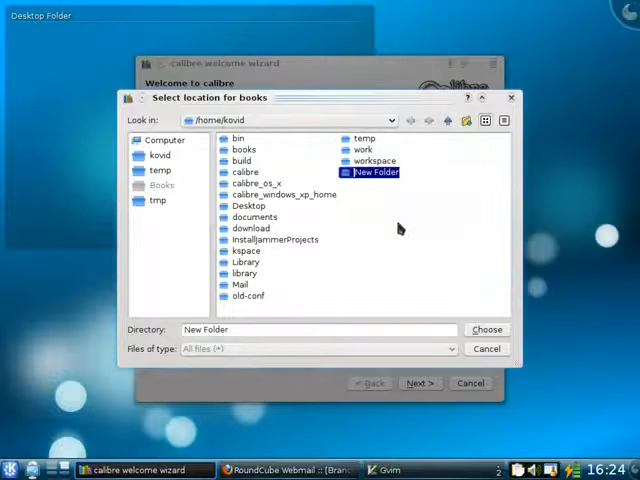 Desktop Folder
calibre welcome wizard
Welcome to calibre
Select location for books
Look in: /home/kovid
Computer
kovid
temp
Books
tmp
bin
books
build
calibre
calibre_os_x
calibre_windows_xp_home
Desktop
documents
download
InstallJammerProjects
kspace
Library
library
Mail
old-conf
temp
work
workspace
New Folder
Directory: New Folder Choose
Files of type: All files (*) Cancel
< Back Next > Cancel
calibre welcome wizard RoundCube Webmail :: [Bran Gvim 2 16:24